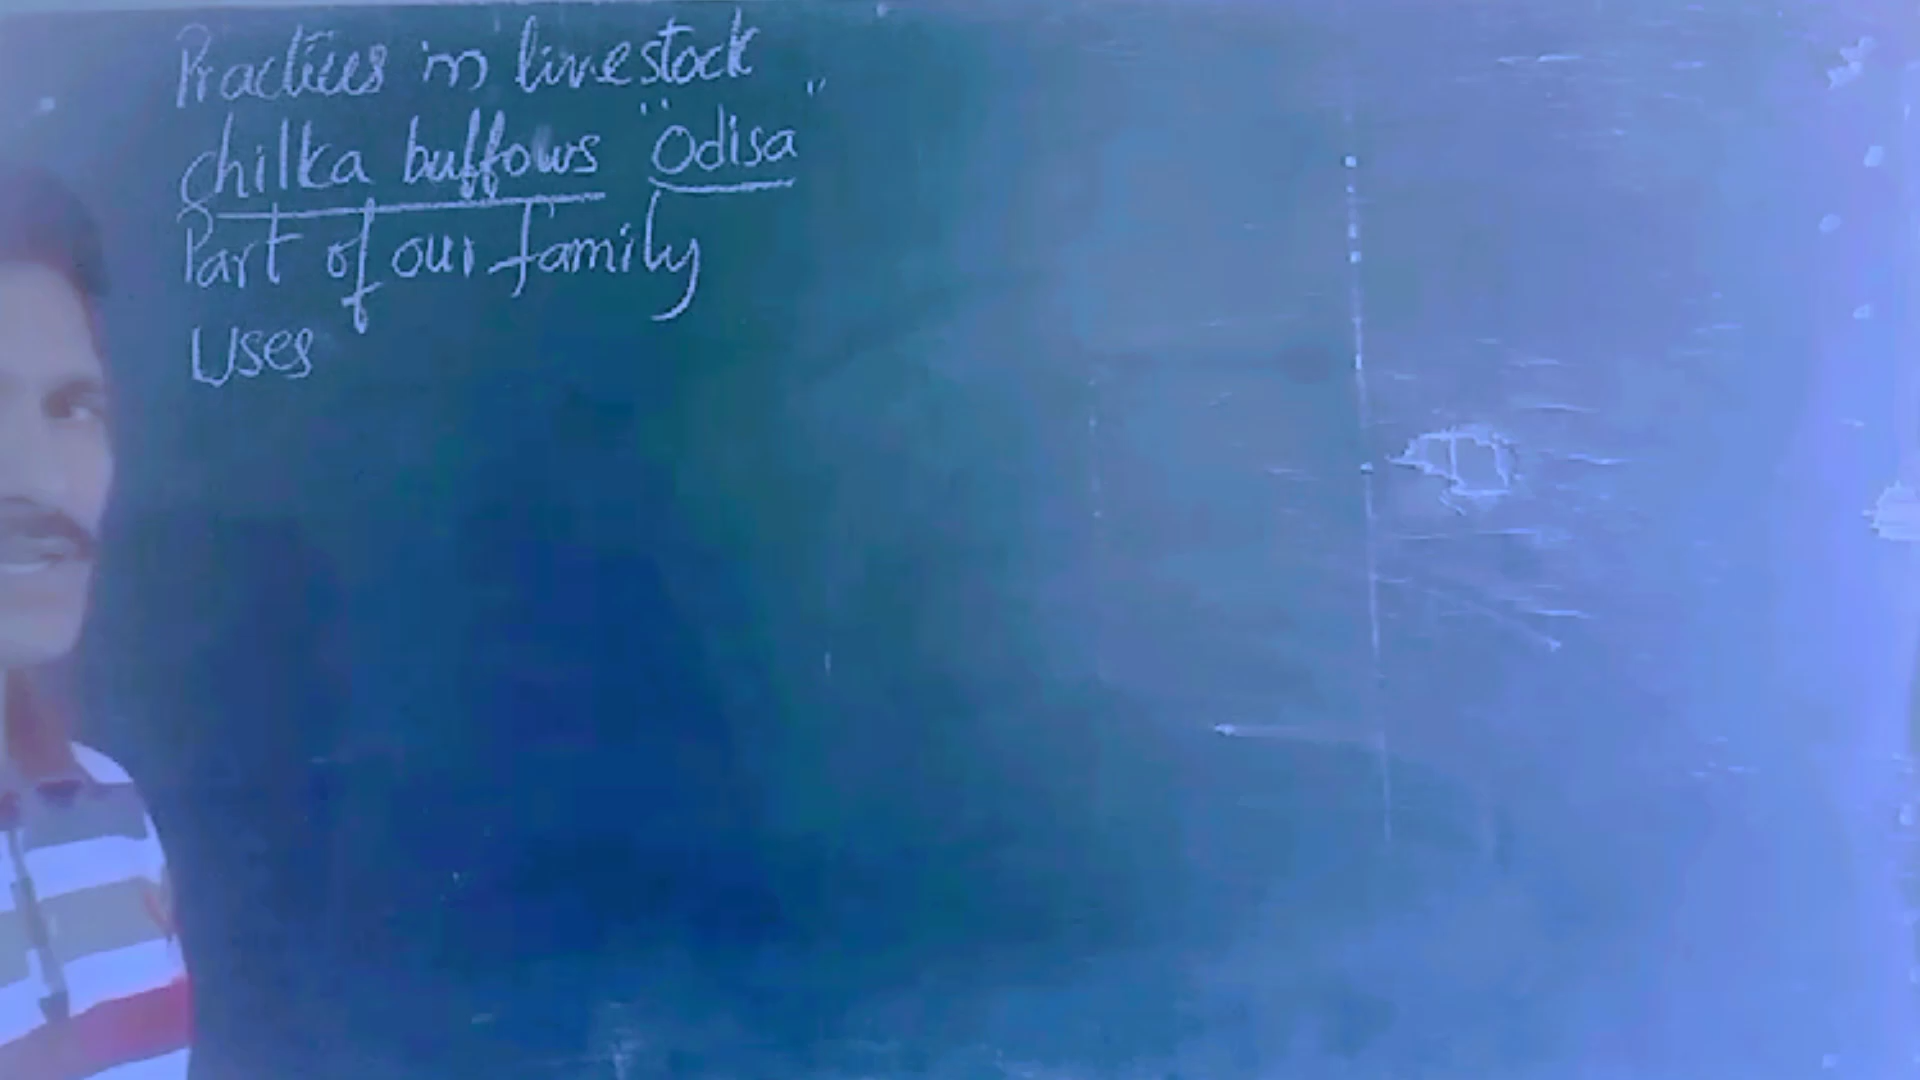 Practices in livestock
chilka buffows "Odisa"
Part of our family
Uses